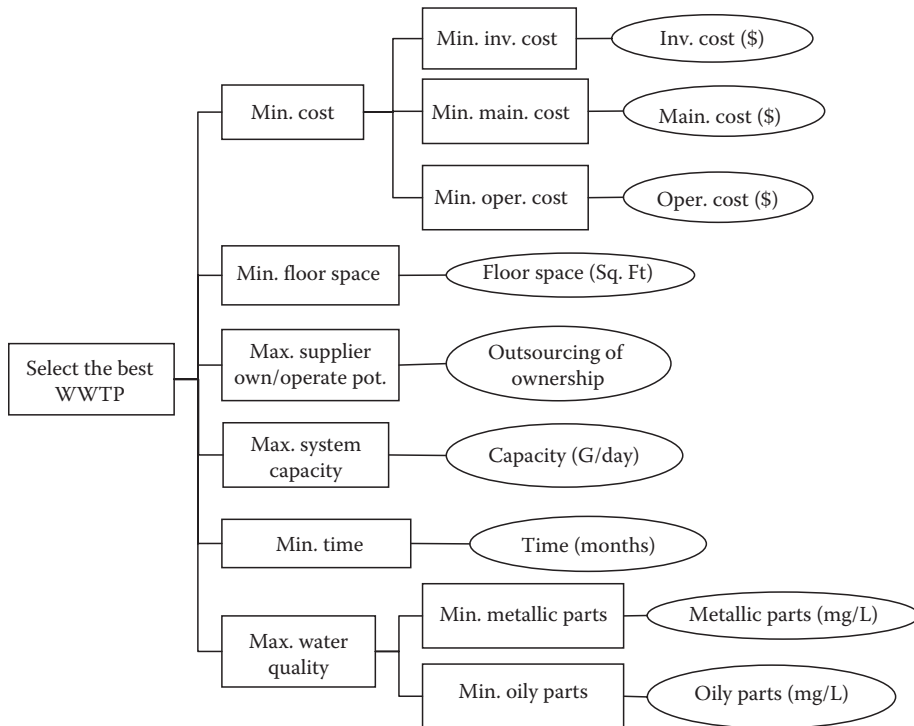 Min. inv. cost
Inv. cost ($)
Min. cost
Min. main. cost
Main. cost ($)
Min. oper. cost
Oper. cost ($)
Min. floor space
Floor space (Sq. Ft)
Select the best
WWTP
Max. supplier
own/operate pot.
Outsourcing of
ownership
Max. system
capacity
Capacity (G/day)
Min. time
Time (months)
Max. water
quality
Min. metallic parts
Metallic parts (mg/L)
Min. oily parts
Oily parts (mg/L)